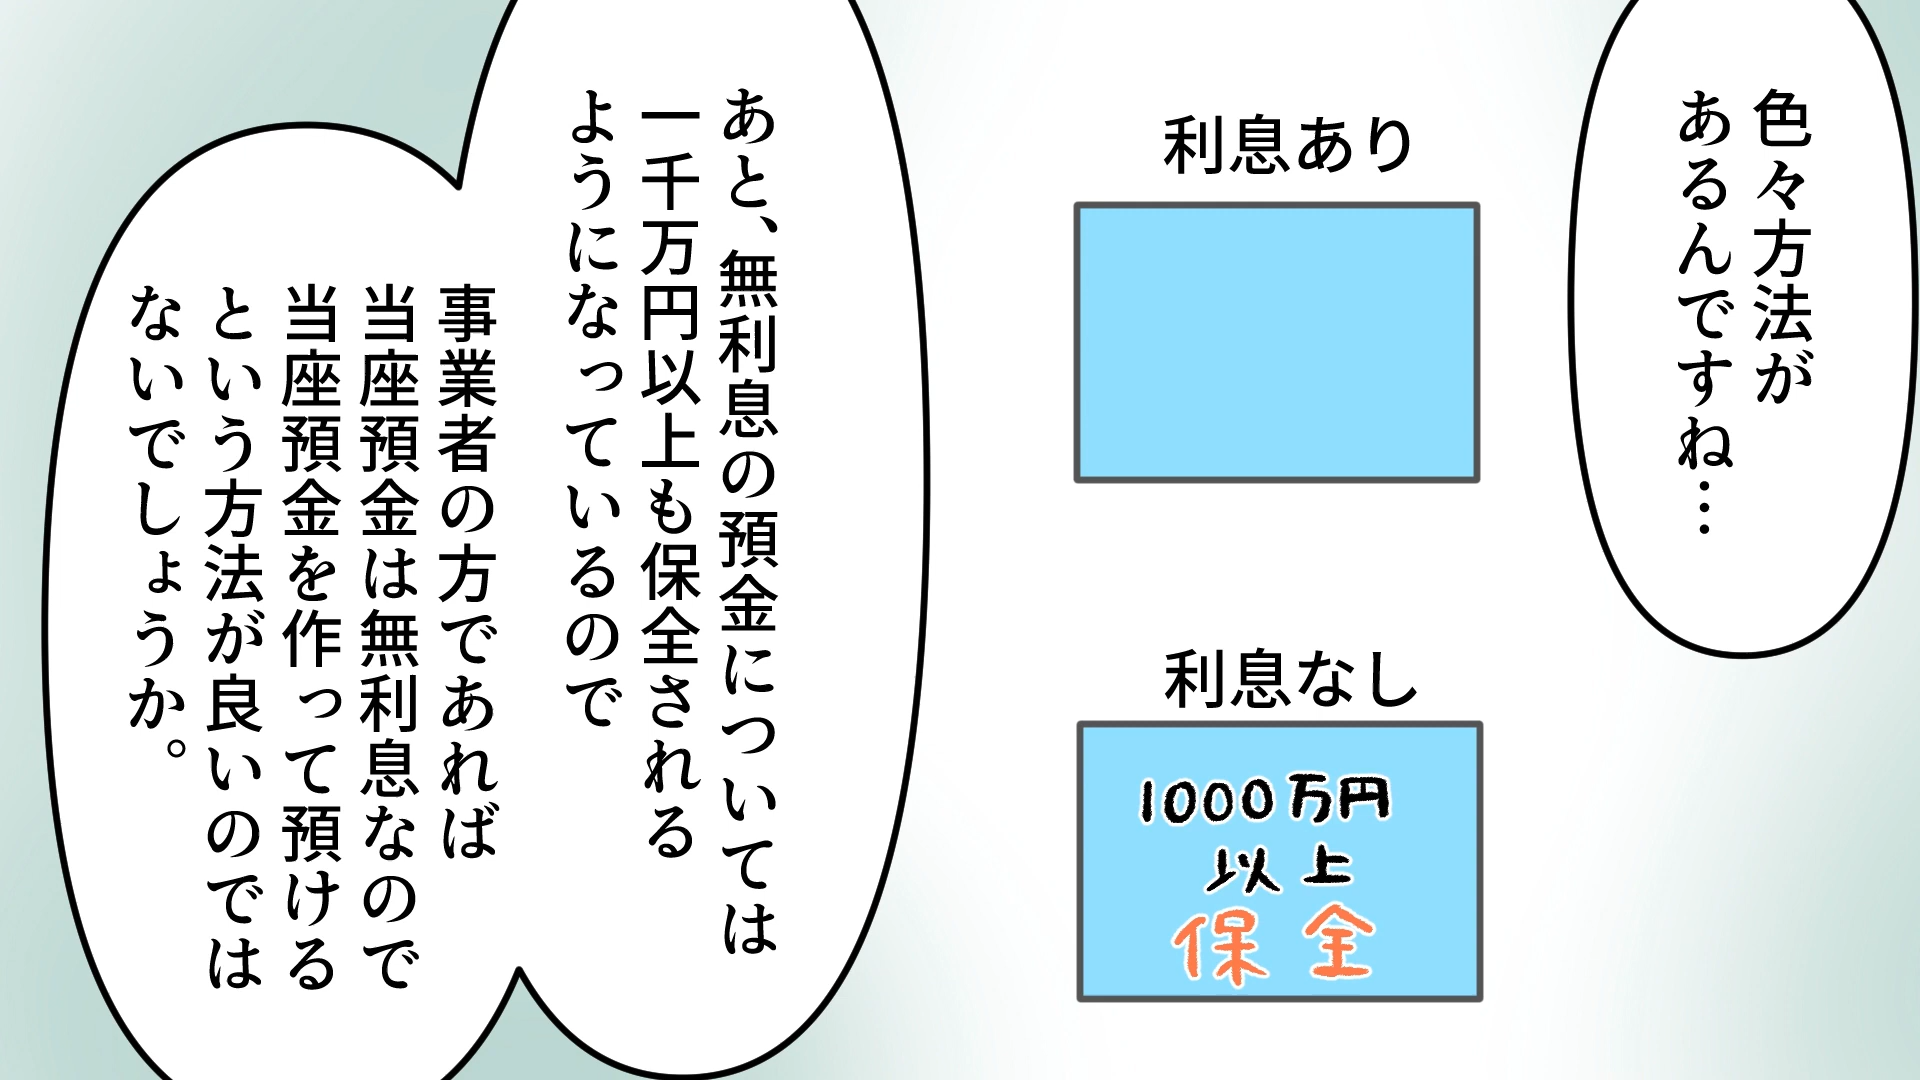 色々方法が
あるんですね…
利息あり
利息なし
1000万円
以上
保全
あと、無利息の預金については
一千万円以上も保全される
ようになっているので
事業者の方であれば
当座預金は無利息なので
当座預金を作って預ける
という方法が良いのでは
ないでしょうか。